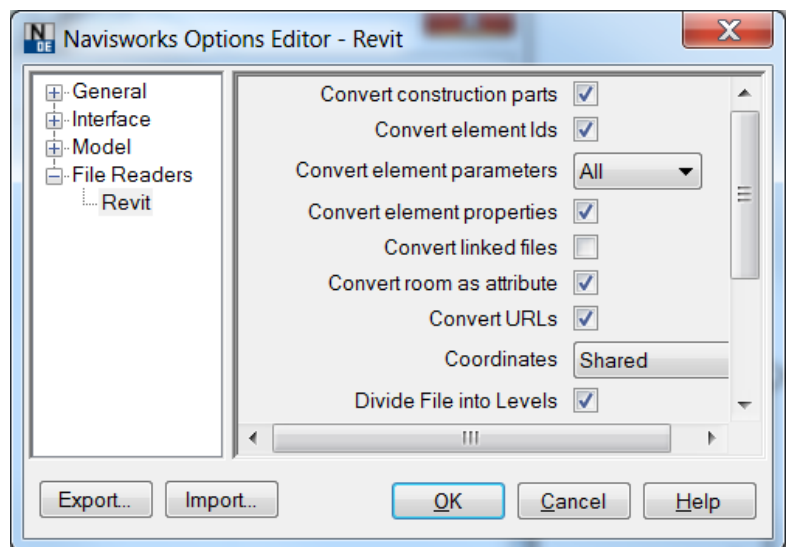 N
DE
Navisworks Options Editor - Revit
X
General
Interface
Model
File Readers
Revit
Convert construction parts
Convert element Ids
Convert element parameters All
Convert element properties
Convert linked files
Convert room as attribute
Convert URLs
Coordinates Shared
Divide File into Levels
Export... Import... OK Cancel Help